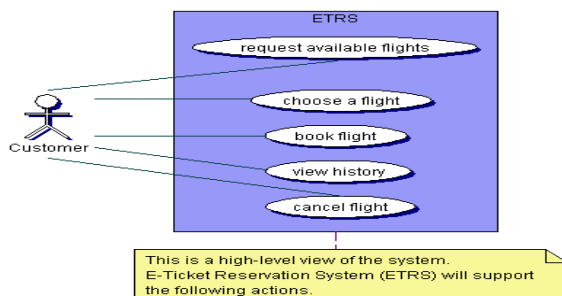 ETRS
request available flights
choose a flight
book flight
Customer
view history
cancel flight
This is a high-level view of the system.
E-Ticket Reservation System (ETRS) will support
the following actions.